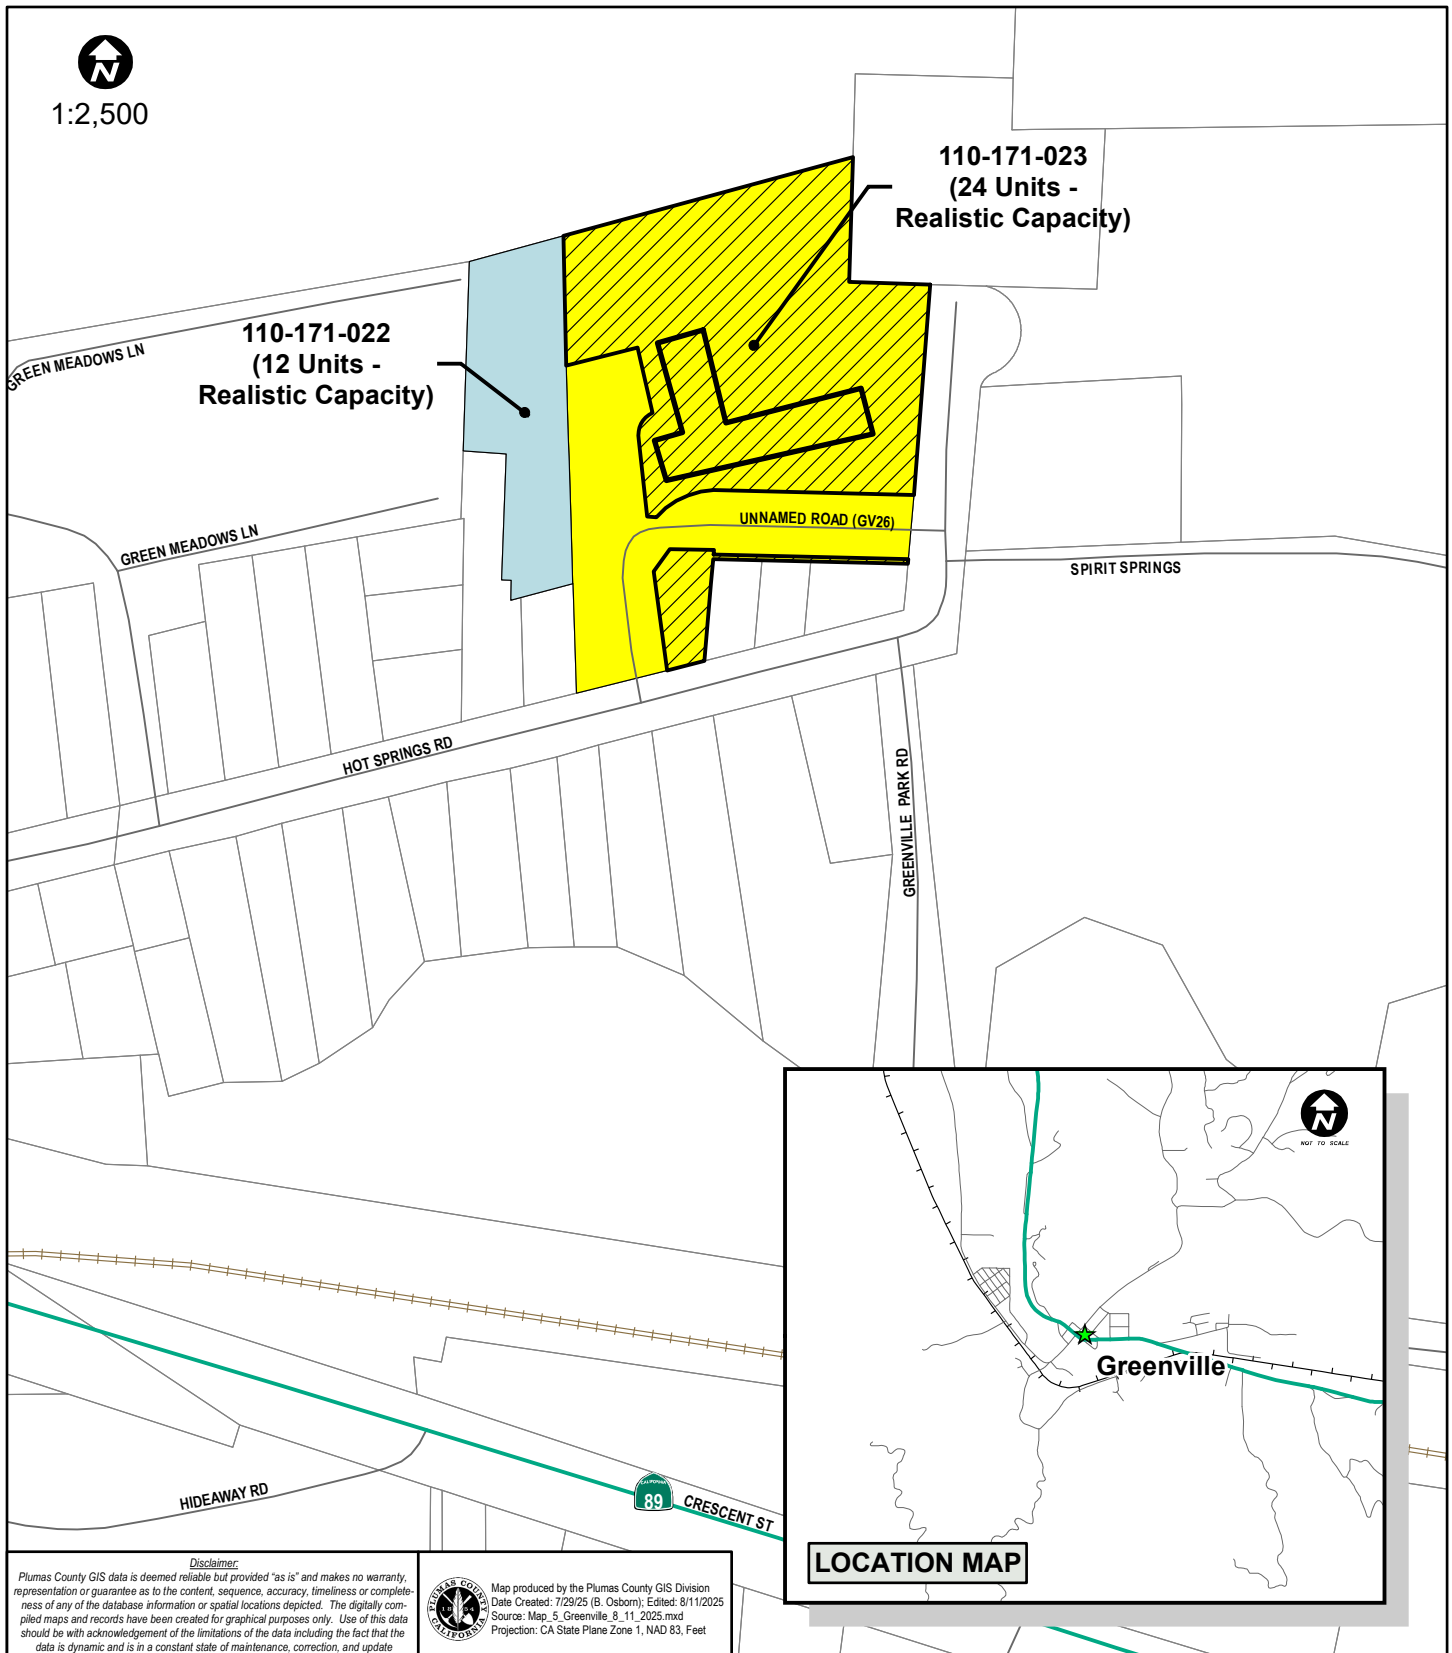 N
1:2,500
110-171-023
(24 Units -
Realistic Capacity)
110-171-022
(12 Units -
Realistic Capacity)
GREEN MEADOWS LN
GREEN MEADOWS LN
UNNAMED ROAD (GV26)
SPIRIT SPRINGS
HOT SPRINGS RD
GREENVILLE PARK RD
N
NOT TO SCALE
Greenville
LOCATION MAP
HIDEAWAY RD
CALIFORNIA
89
CRESCENT ST
Disclaimer:
Plumas County GIS data is deemed reliable but provided “as is” and makes no warranty,
representation or guarantee as to the content, sequence, accuracy, timeliness or complete-
ness of any of the database information or spatial locations depicted. The digitally com-
piled maps and records have been created for graphical purposes only. Use of this data
should be with acknowledgement of the limitations of the data including the fact that the
data is dynamic and is in a constant state of maintenance, correction, and update
PLUMAS COUNTY
1854
CALIFORNIA
Map produced by the Plumas County GIS Division
Date Created: 7/29/25 (B. Osborn); Edited: 8/11/2025
Source: Map_5_Greenville_8_11_2025.mxd
Projection: CA State Plane Zone 1, NAD 83, Feet